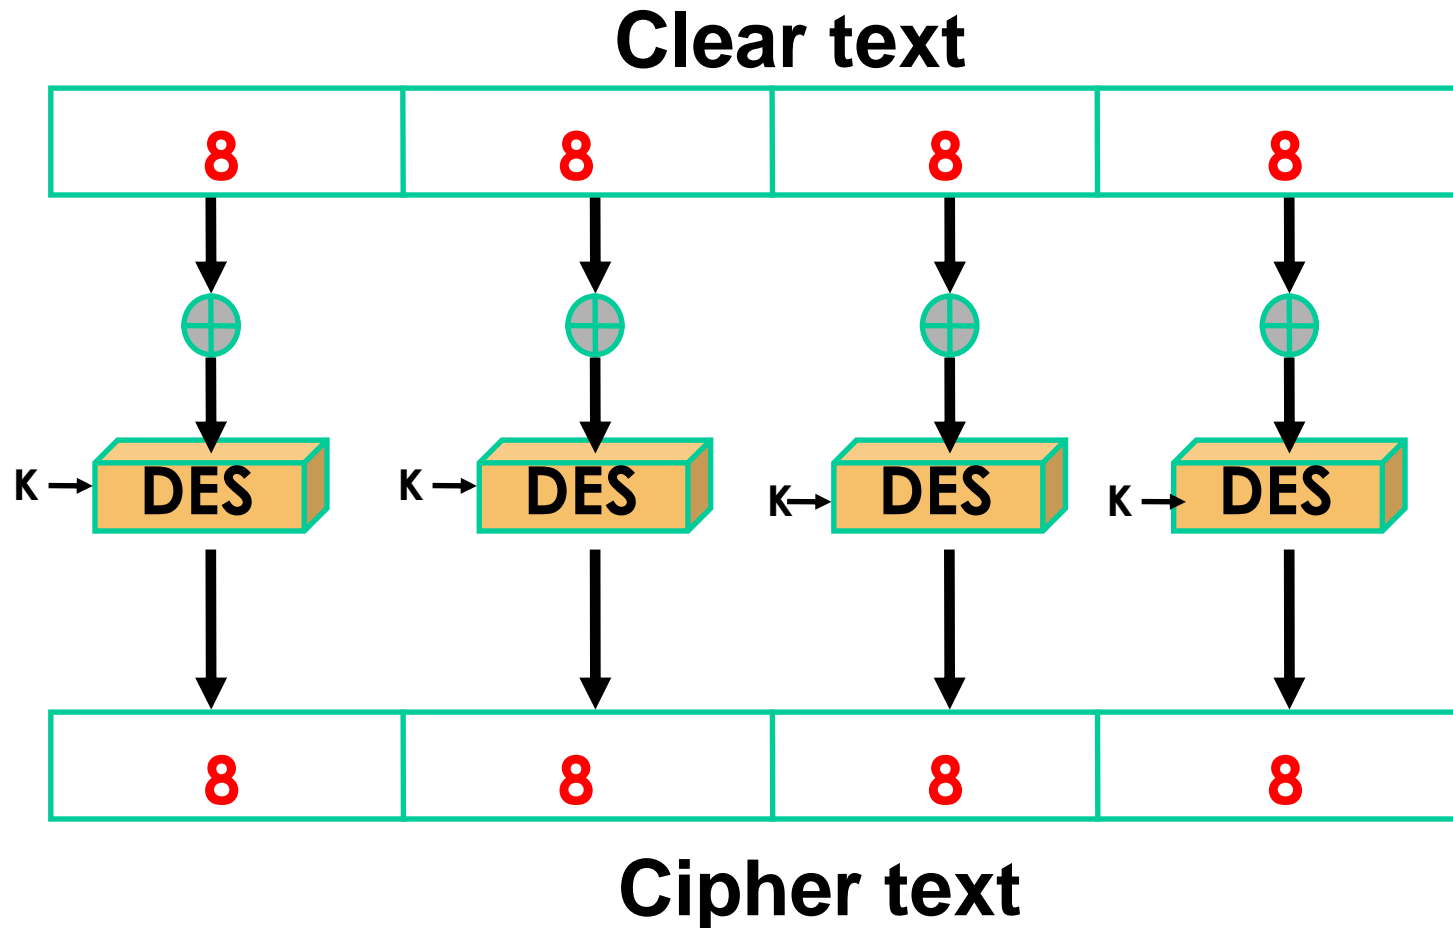 Clear text
8 8 8 8
K DES K DES K DES K DES
8 8 8 8
Cipher text